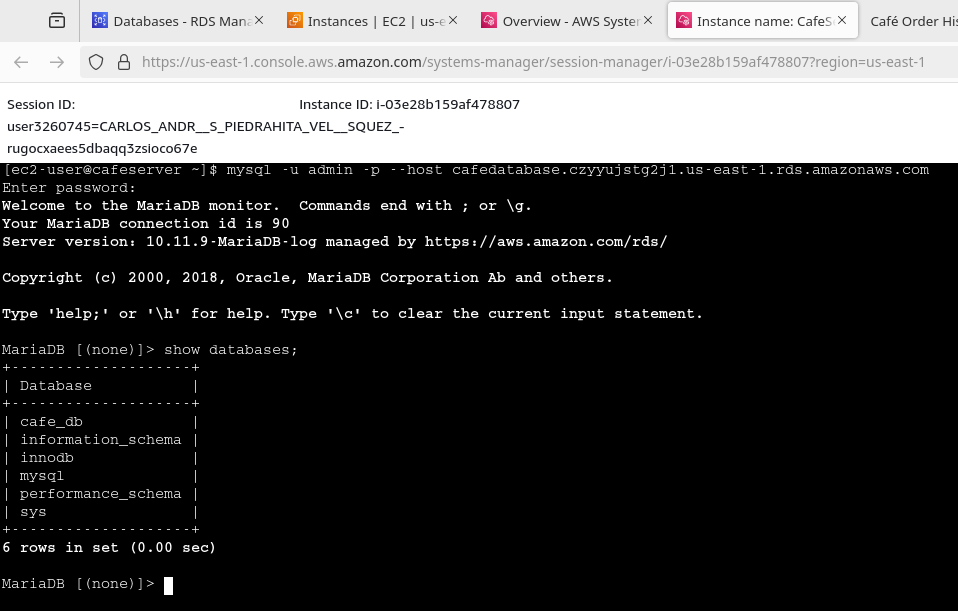 Databases - RDS Mana
Instances | EC2 | us-e
Overview - AWS System
Instance name: CafeS
Café Order His
https://us-east-1.console.aws.amazon.com/systems-manager/session-manager/i-03e28b159af478807?region=us-east-1
Session ID:
Instance ID: i-03e28b159af478807
user3260745=CARLOS_ANDR__S_PIEDRAHITA_VEL__SQUEZ_-
rugocxaees5dbaqq3zsioco67e
[ec2-user@cafeserver ~]$ mysql -u admin -p --host cafedatabase.czyyujstg2j1.us-east-1.rds.amazonaws.com
Enter password:
Welcome to the MariaDB monitor.  Commands end with ; or \g.
Your MariaDB connection id is 90
Server version: 10.11.9-MariaDB-log managed by https://aws.amazon.com/rds/
Copyright (c) 2000, 2018, Oracle, MariaDB Corporation Ab and others.
Type 'help;' or '\h' for help. Type '\c' to clear the current input statement.
MariaDB [(none)]> show databases;
+--------------------+
| Database           |
+--------------------+
| cafe_db            |
| information_schema |
| innodb             |
| mysql              |
| performance_schema |
| sys                |
+--------------------+
6 rows in set (0.00 sec)
MariaDB [(none)]>